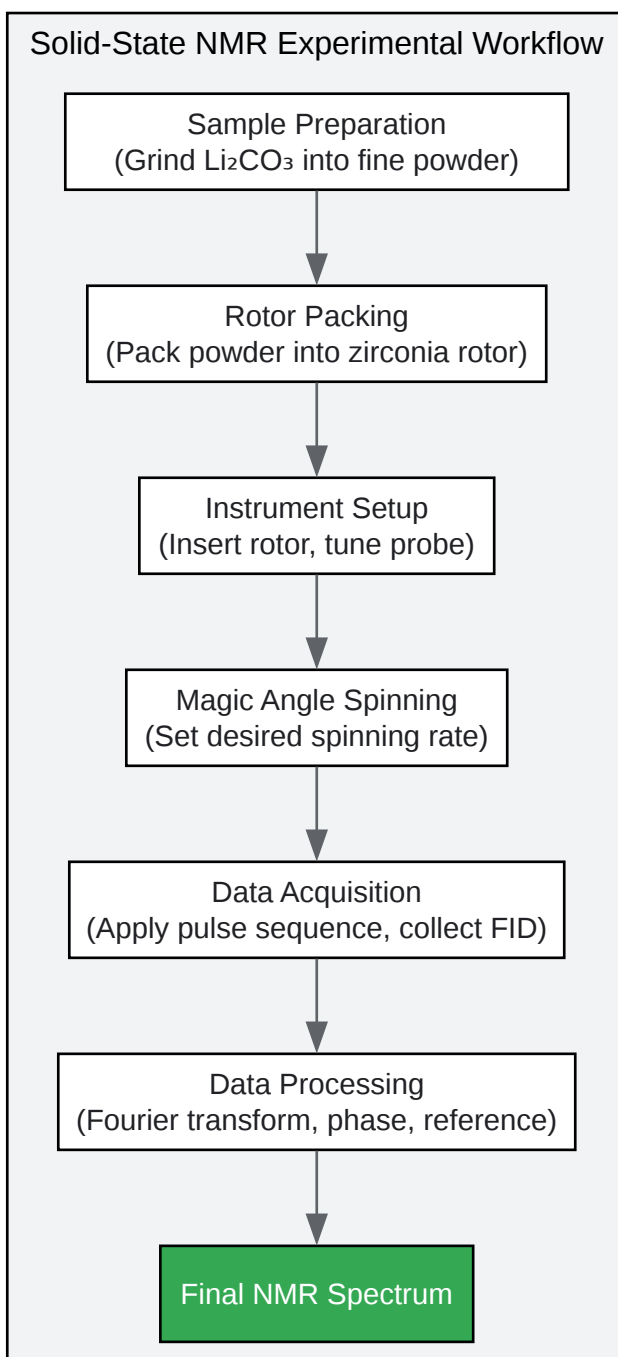 Solid-State NMR Experimental Workflow
Sample Preparation
(Grind Li₂CO₃ into fine powder)
Rotor Packing
(Pack powder into zirconia rotor)
Instrument Setup
(Insert rotor, tune probe)
Magic Angle Spinning
(Set desired spinning rate)
Data Acquisition
(Apply pulse sequence, collect FID)
Data Processing
(Fourier transform, phase, reference)
Final NMR Spectrum